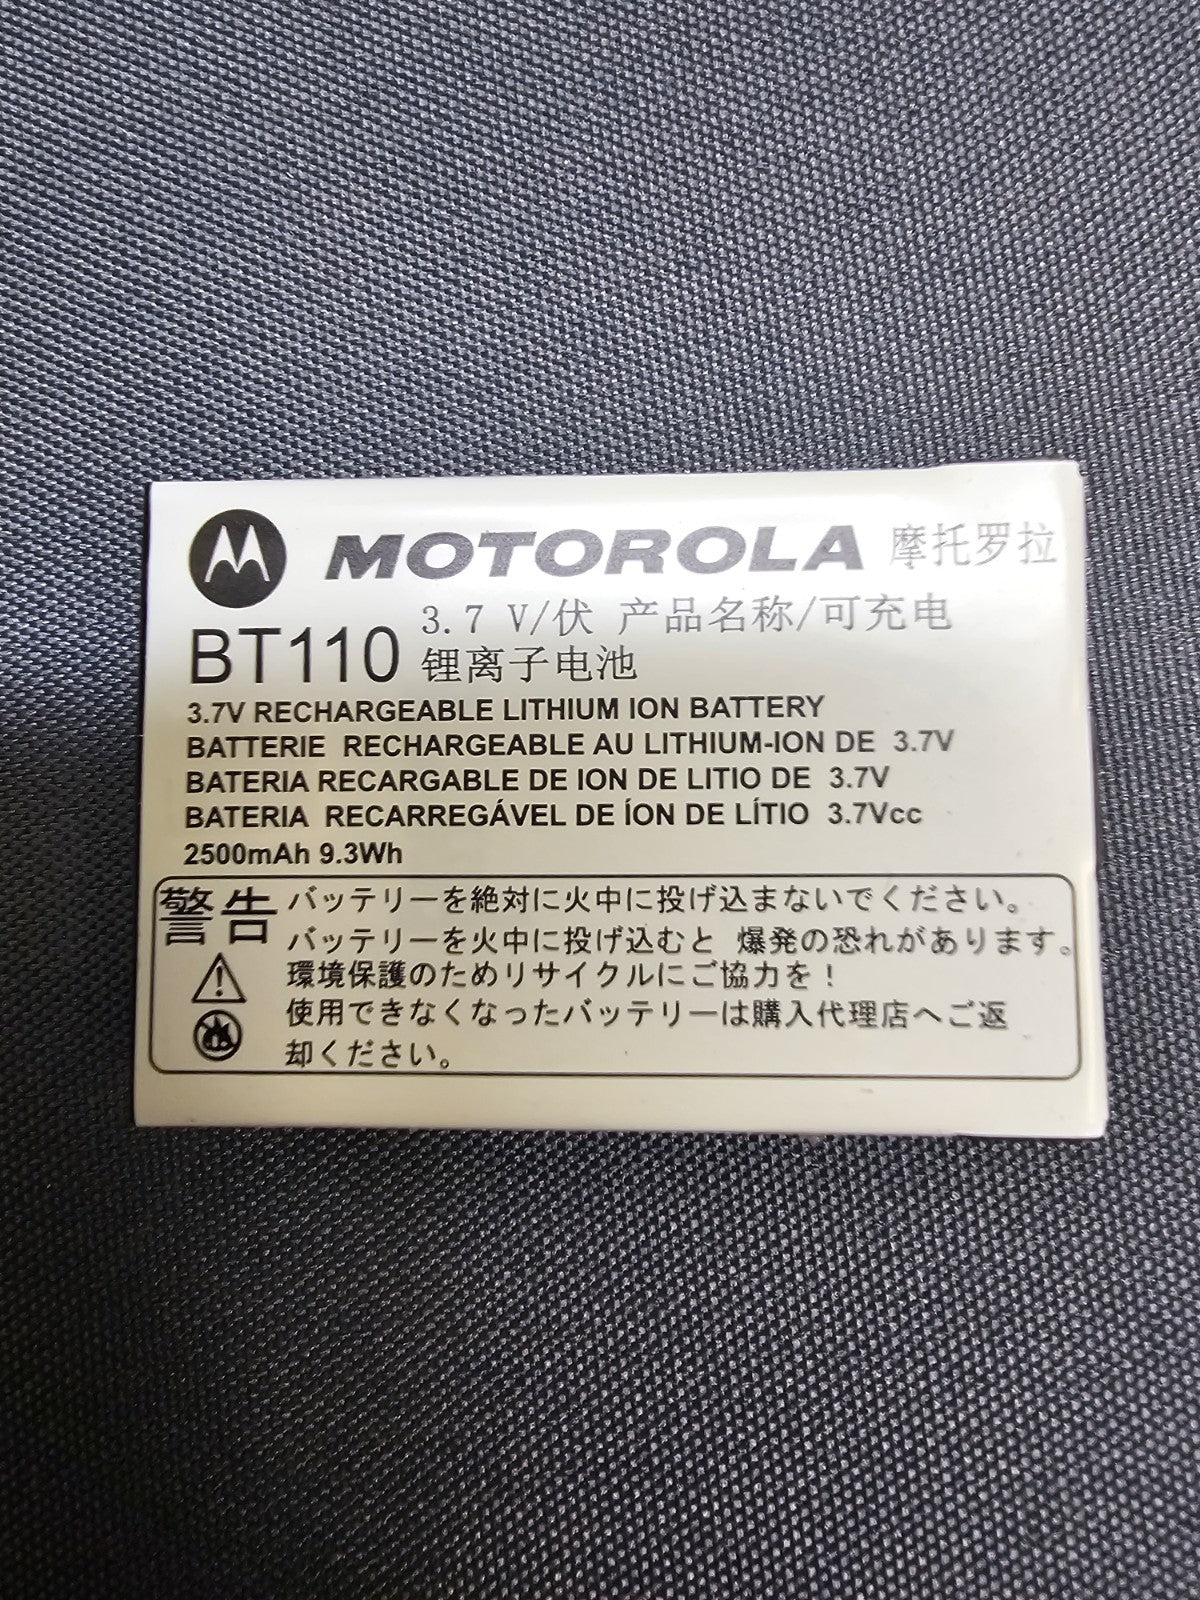 MOTOROLA 摩托罗拉
BT110 3.7 V/伏 产品名称/可充电
锂离子电池
3.7V RECHARGEABLE LITHIUM ION BATTERY
BATTERIE RECHARGEABLE AU LITHIUM-ION DE 3.7V
BATERIA RECARGABLE DE ION DE LITIO DE 3.7V
BATERIA RECARREGÁVEL DE ÍON DE LÍTIO 3.7Vcc
2500mAh 9.3Wh
警告 バッテリーを絶対に火中に投げ込まないでください。
バッテリーを火中に投げ込むと 爆発の恐れがあります。
環境保護のためリサイクルにご協力を！
使用できなくなったバッテリーは購入代理店へご返
却ください。